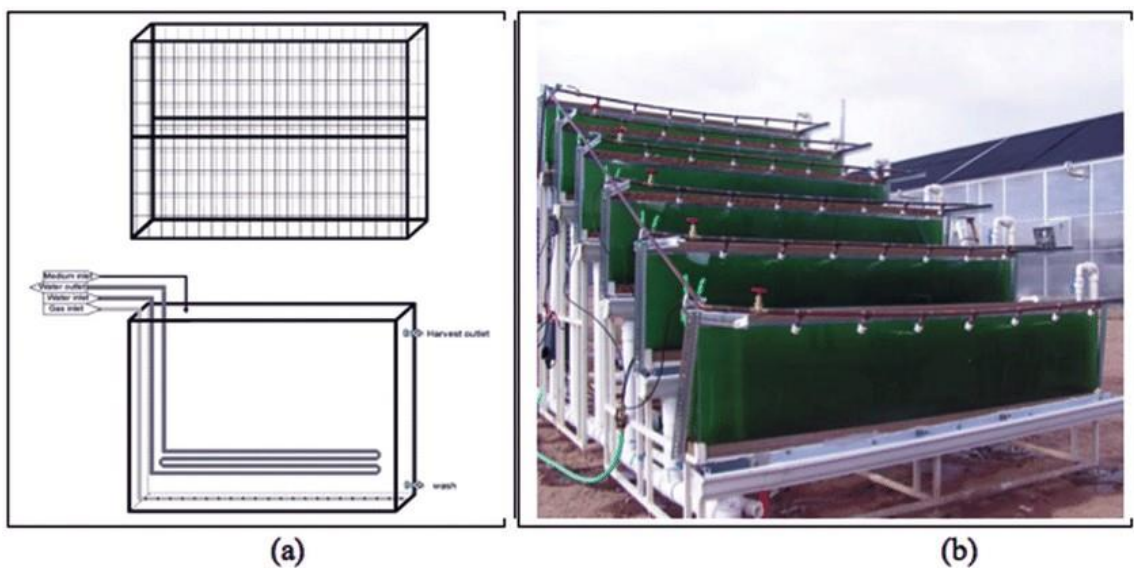 Medium inlet
Water outlet
Water inlet
Gas inlet
Harvest outlet
wash
(a)
(b)